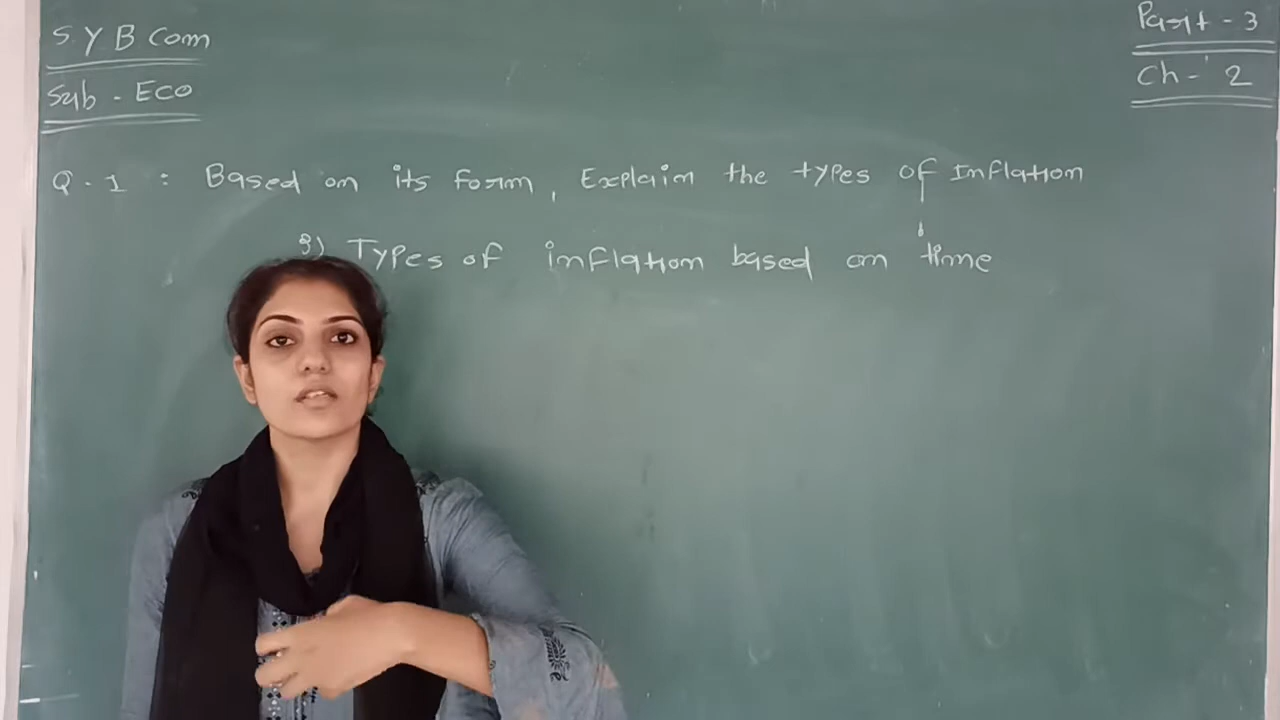 S.Y B Com
Sub - Eco
Part - 3
Ch - 2
Q.1 : Based on its form, Explain the types of Inflation
3) Types of inflation based on time